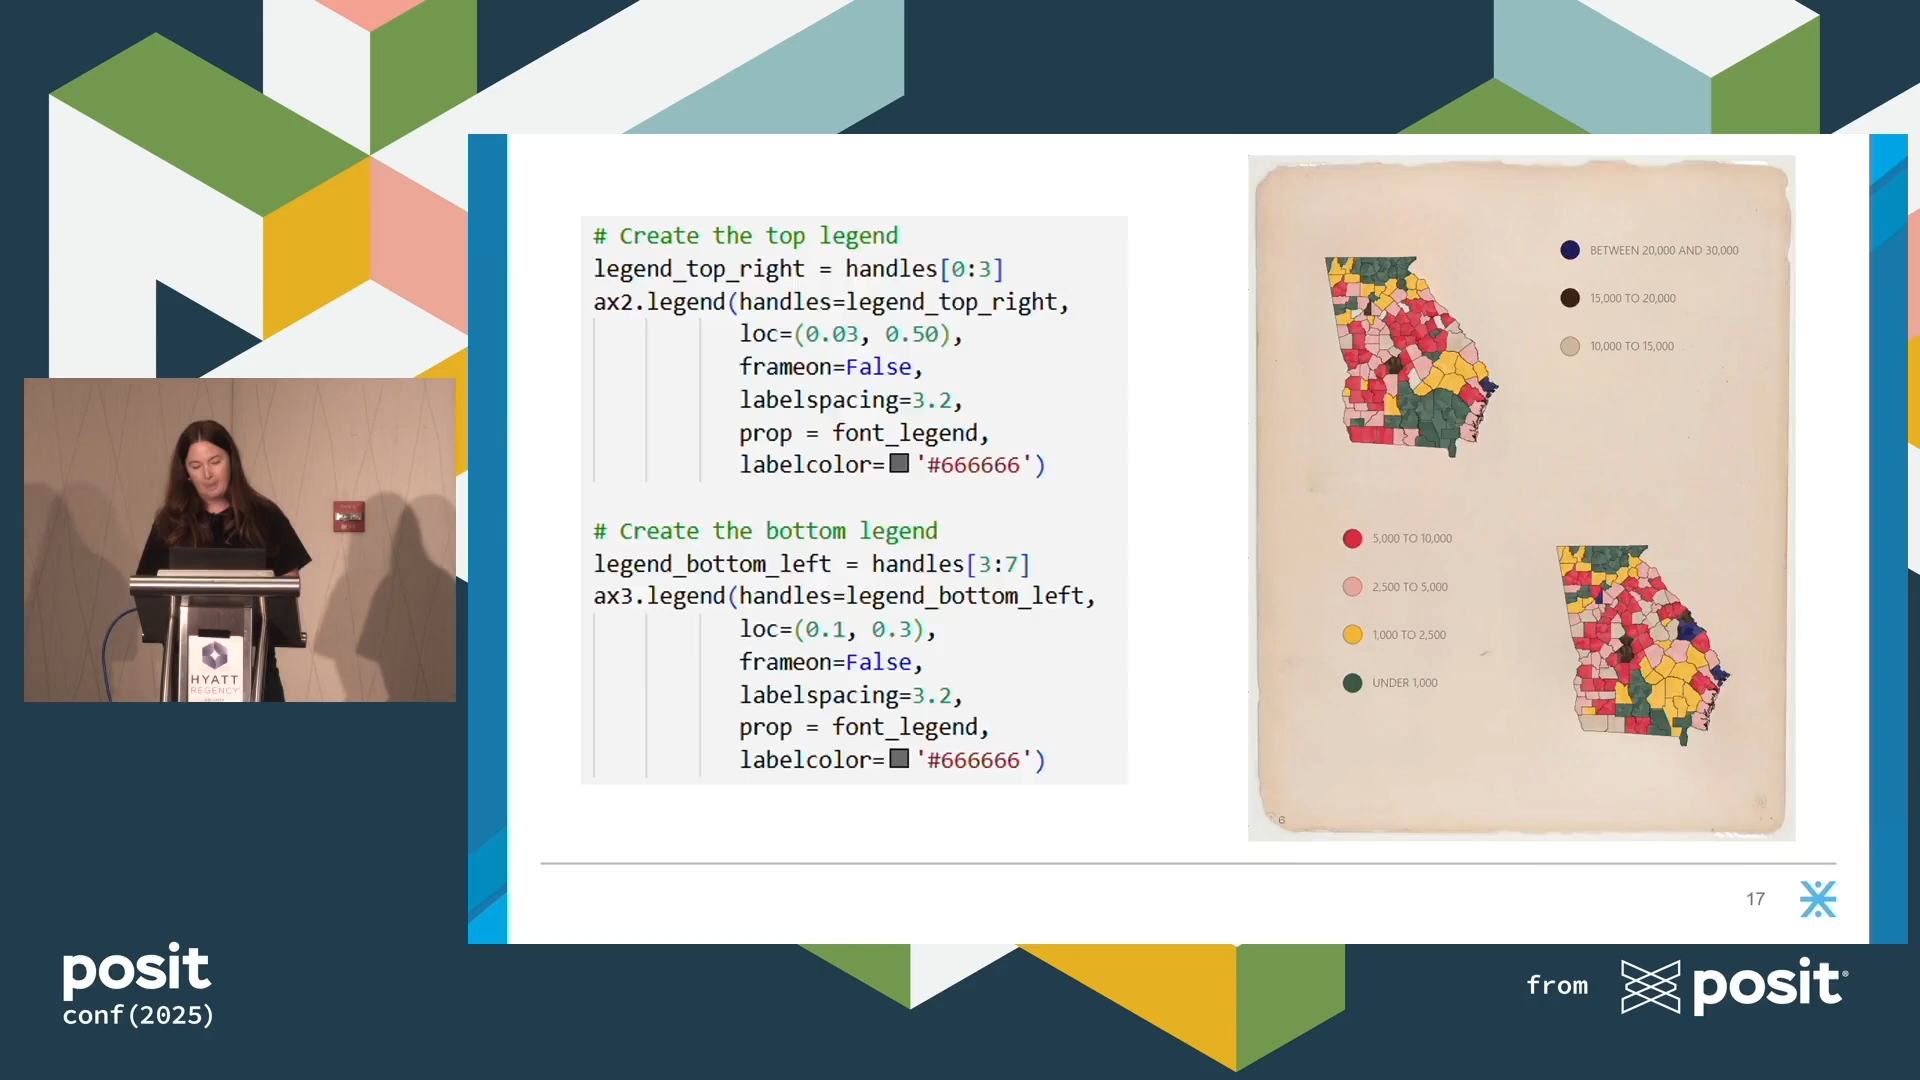 # Create the top legend
legend_top_right = handles[0:3]
ax2.legend(handles=legend_top_right,
loc=(0.03, 0.50),
frameon=False,
labelspacing=3.2,
prop = font_legend,
labelcolor='#666666')
# Create the bottom legend
legend_bottom_left = handles[3:7]
ax3.legend(handles=legend_bottom_left,
loc=(0.1, 0.3),
frameon=False,
labelspacing=3.2,
prop = font_legend,
labelcolor='#666666')
BETWEEN 20,000 AND 30,000
15,000 TO 20,000
10,000 TO 15,000
5,000 TO 10,000
2,500 TO 5,000
1,000 TO 2,500
UNDER 1,000
6
17
HYATT
REGENCY
posit
conf(2025)
from
posit